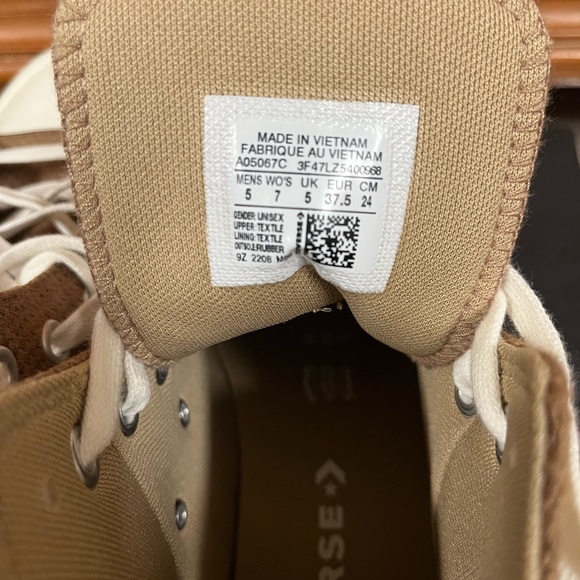 MADE IN VIETNAM
FABRIQUE AU VIETNAM
A05067C 3F47LZ5400968
MENS WO'S UK EUR CM
5 7 5 37.5 24
GENDER: UNISEX
UPPER: TEXTILE
LINING: TEXTILE
OUTSOLE:RUBBER
9Z 2208